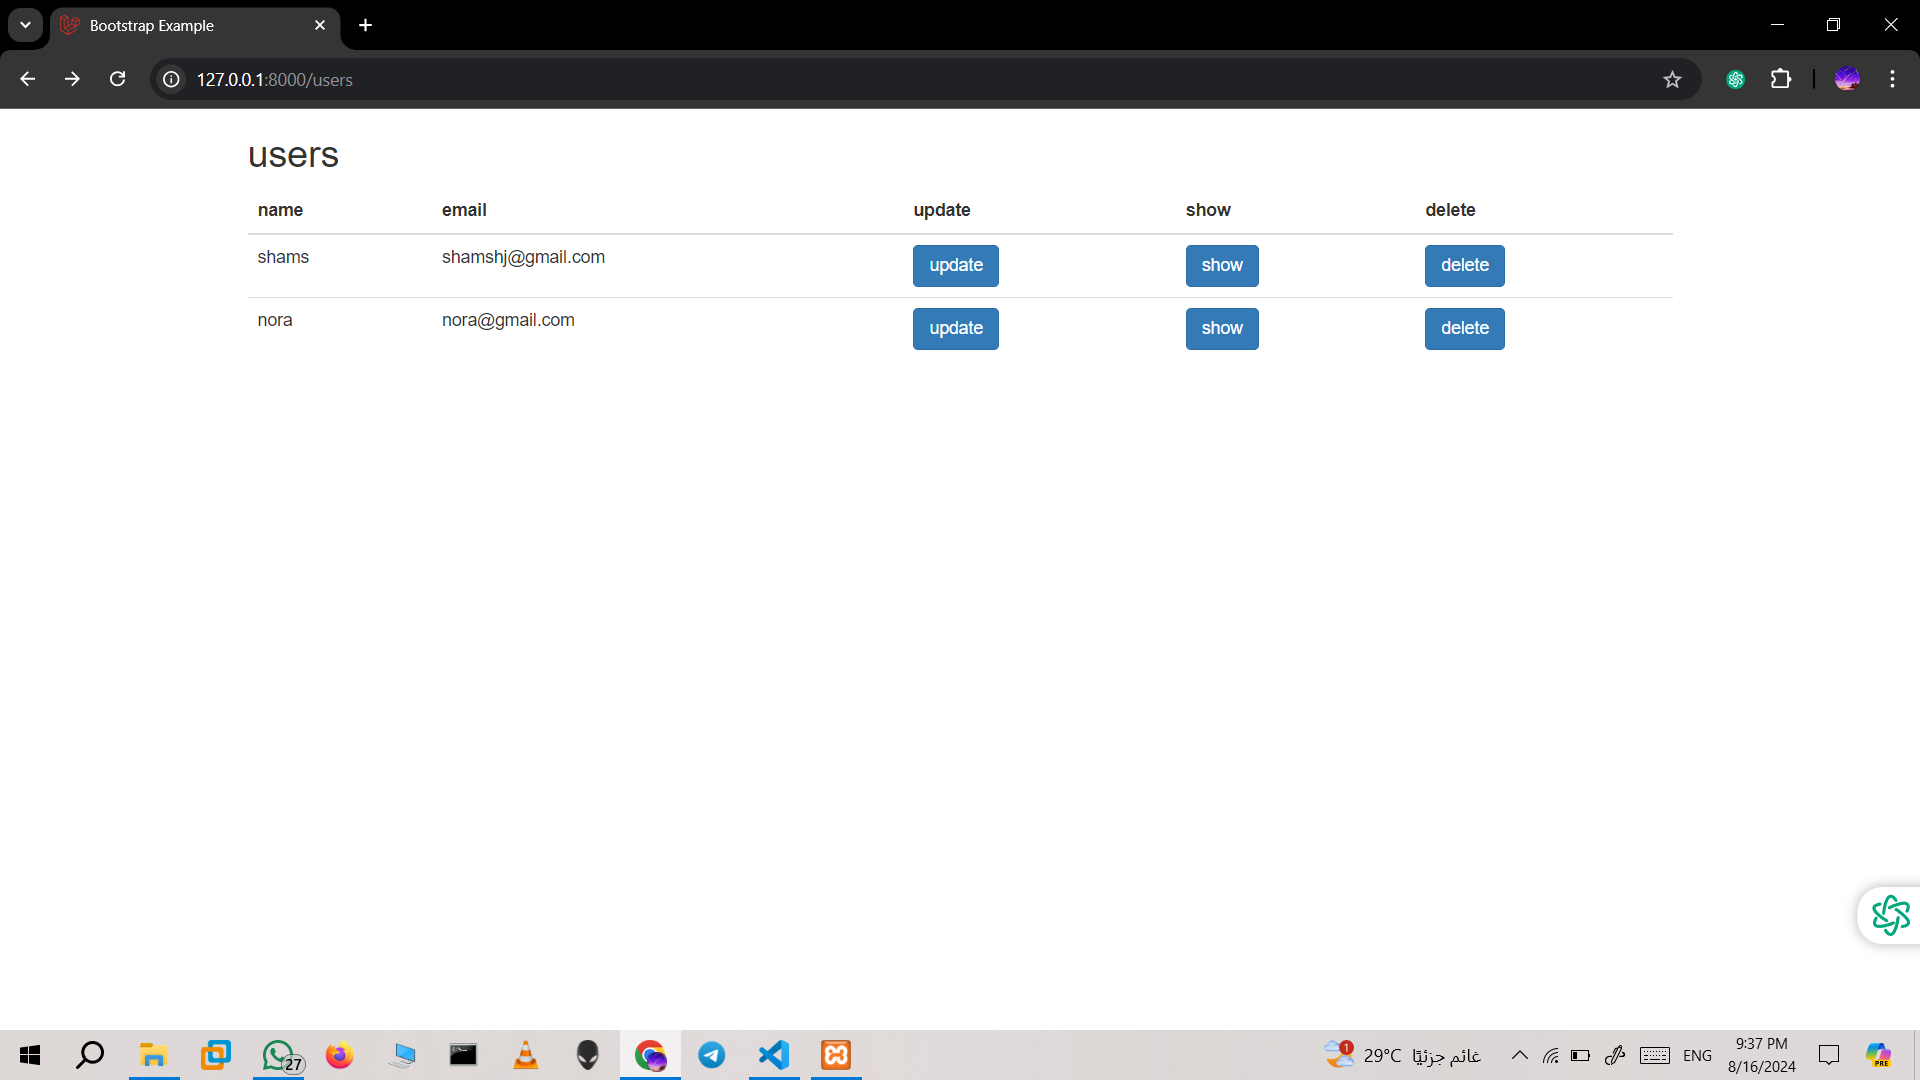 Bootstrap Example
127.0.0.1:8000/users
users
name email update show delete
shams shamshj@gmail.com update show delete
nora nora@gmail.com update show delete
27
1
29°C غائم جزئيًا
ENG
9:37 PM
8/16/2024
PRE